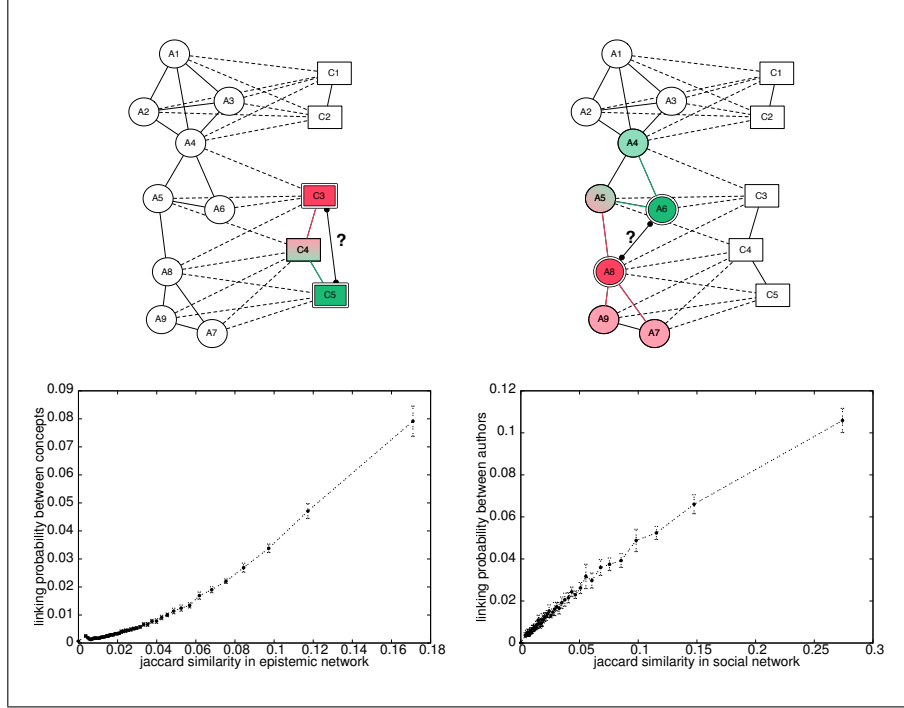 A1
C1
A2
A3
C2
A4
A5
A6
C3
?
C4
A8
C5
A9
A7
A1
C1
A2
A3
C2
A4
A5
A6
C3
?
C4
A8
C5
A9
A7
linking probability between concepts
0.09
0.08
0.07
0.06
0.05
0.04
0.03
0.02
0.01
0
0 0.02 0.04 0.06 0.08 0.10 0.12 0.14 0.16 0.18
jaccard similarity in epistemic network
linking probability between authors
0.12
0.1
0.08
0.06
0.04
0.02
0
0 0.05 0.1 0.15 0.2 0.25 0.3
jaccard similarity in social network